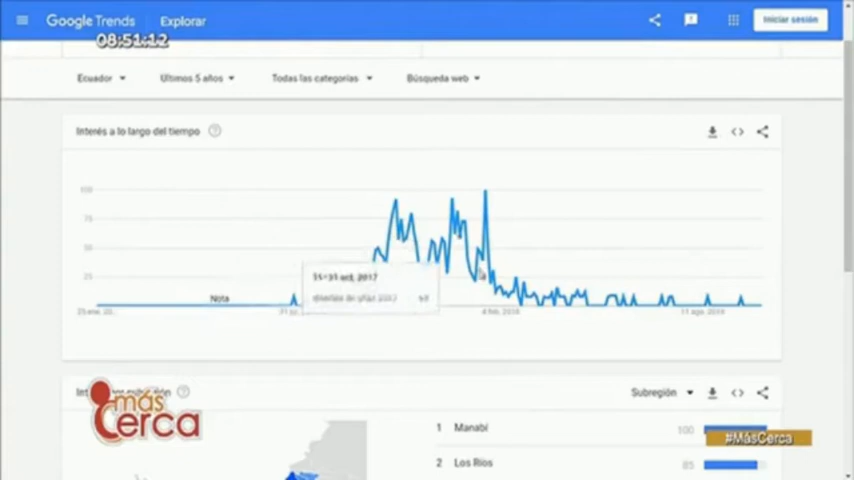 Google Trends Explorar
Iniciar sesión
08:51:12
Ecuador Últimos 5 años Todas las categorías Búsqueda web
Interés a lo largo del tiempo
100
75
50
25
Nota
4 feb, 2018
11 ago, 2019
Subregión
1 Manabí 100
2 Los Ríos 85
más
Cerca
#MásCerca